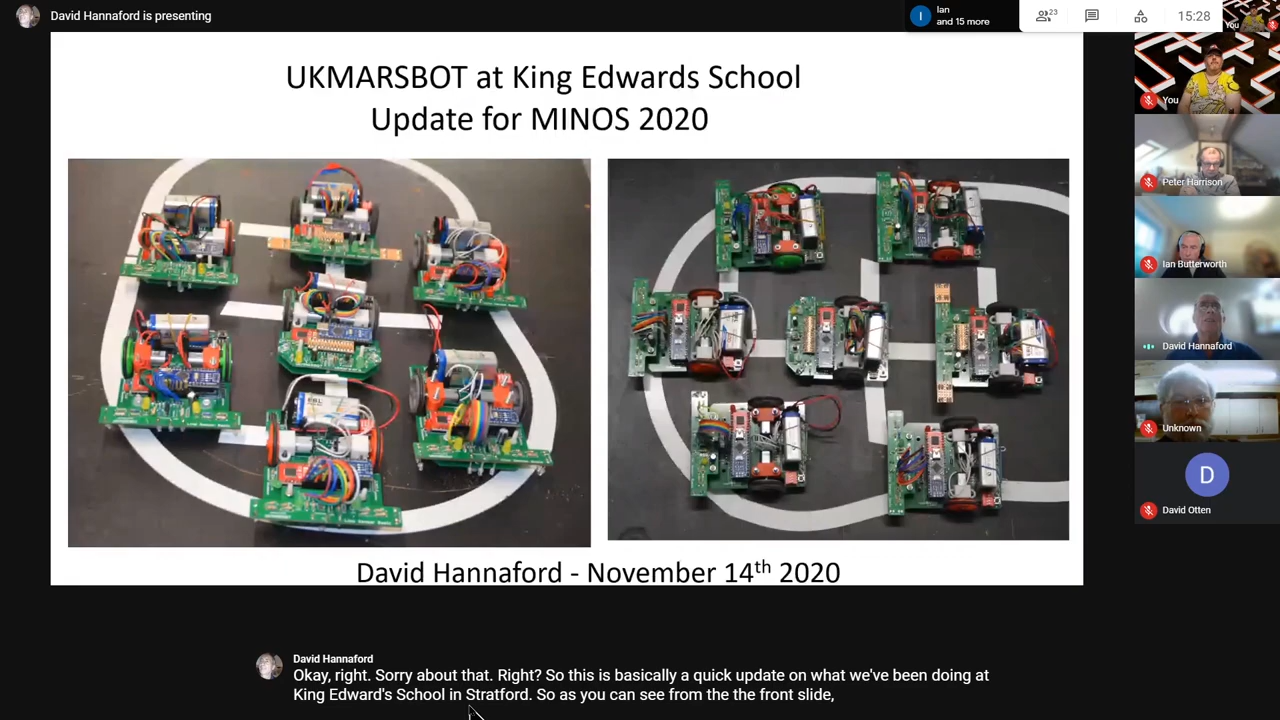 David Hannaford is presenting
I
Ian
and 15 more
23
15:28
You
UKMARSBOT at King Edwards School
Update for MINOS 2020
You
Peter Harrison
Ian Butterworth
David Hannaford
Unknown
D
David Otten
David Hannaford - November 14th 2020
David Hannaford
Okay, right. Sorry about that. Right? So this is basically a quick update on what we've been doing at
King Edward's School in Stratford. So as you can see from the the front slide,